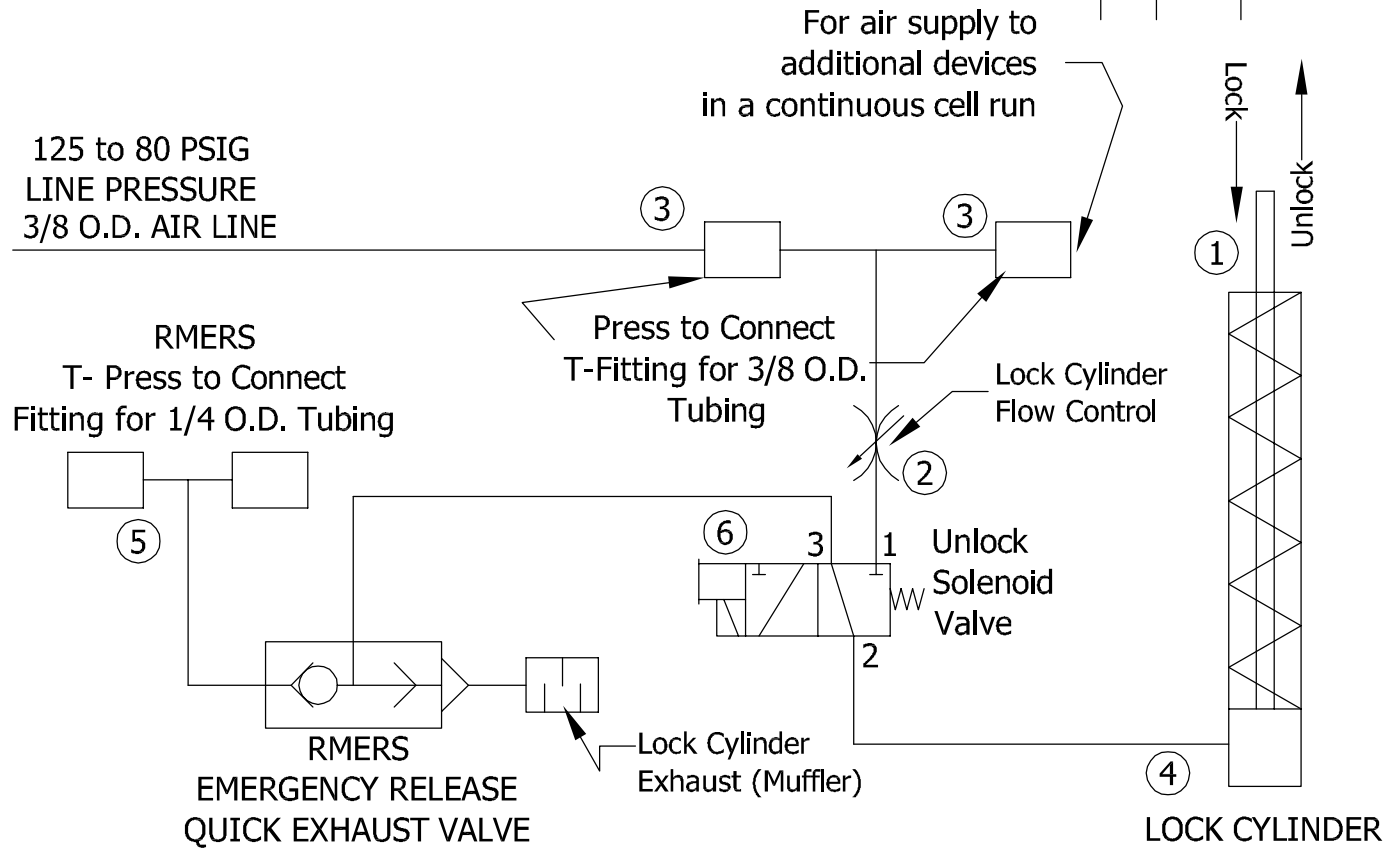 For air supply to
additional devices
in a continuous cell run
Lock
Unlock
125 to 80 PSIG
LINE PRESSURE
3/8 O.D. AIR LINE
3
3
1
Press to Connect
T-Fitting for 3/8 O.D.
Tubing
RMERS
T- Press to Connect
Fitting for 1/4 O.D. Tubing
Lock Cylinder
Flow Control
2
5
6
3
1
Unlock
Solenoid
Valve
2
RMERS
EMERGENCY RELEASE
QUICK EXHAUST VALVE
Lock Cylinder
Exhaust (Muffler)
4
LOCK CYLINDER